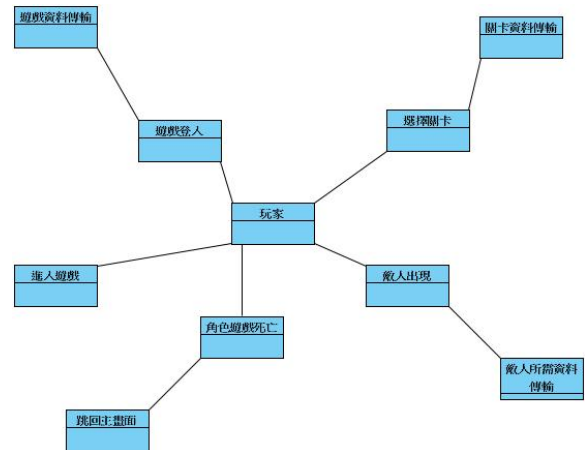 遊戲資料傳輸
關卡資料傳輸
選擇關卡
遊戲登入
玩家
進入遊戲
敵人出現
角色遊戲死亡
敵人所需資料
傳輸
跳回主畫面